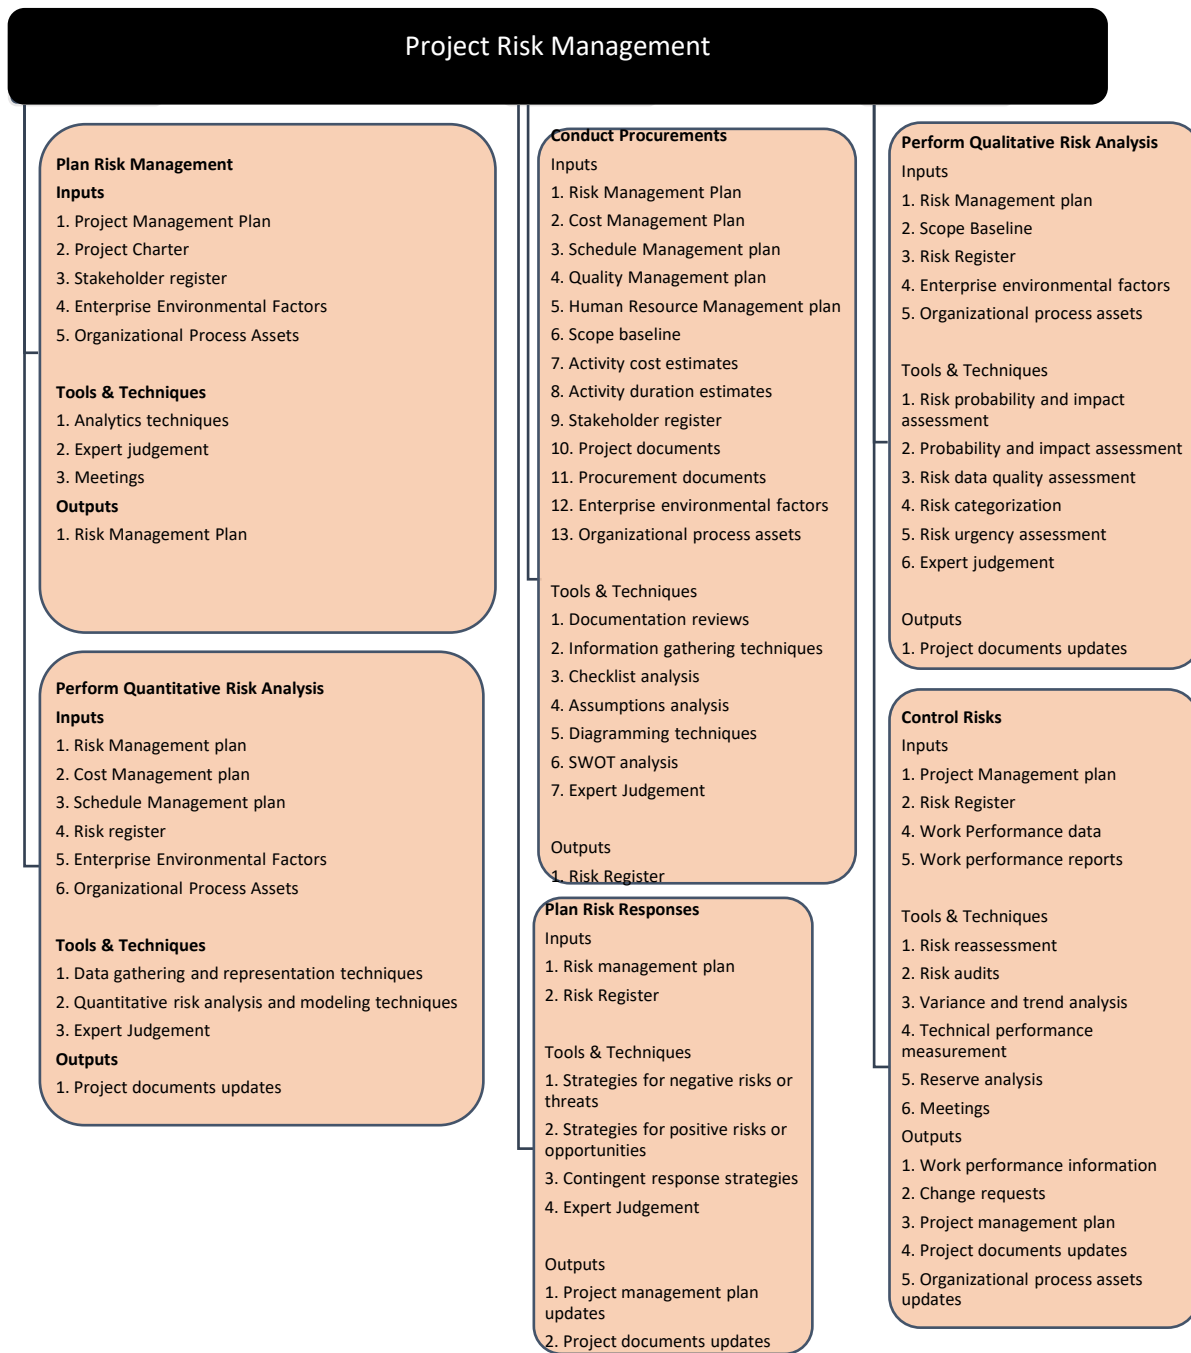 Project Risk Management
Plan Risk Management
Inputs
1. Project Management Plan
2. Project Charter
3. Stakeholder register
4. Enterprise Environmental Factors
5. Organizational Process Assets
Tools & Techniques
1. Analytics techniques
2. Expert judgement
3. Meetings
Outputs
1. Risk Management Plan
Perform Quantitative Risk Analysis
Inputs
1. Risk Management plan
2. Cost Management plan
3. Schedule Management plan
4. Risk register
5. Enterprise Environmental Factors
6. Organizational Process Assets
Tools & Techniques
1. Data gathering and representation techniques
2. Quantitative risk analysis and modeling techniques
3. Expert Judgement
Outputs
1. Project documents updates
Conduct Procurements
Inputs
1. Risk Management Plan
2. Cost Management Plan
3. Schedule Management plan
4. Quality Management plan
5. Human Resource Management plan
6. Scope baseline
7. Activity cost estimates
8. Activity duration estimates
9. Stakeholder register
10. Project documents
11. Procurement documents
12. Enterprise environmental factors
13. Organizational process assets
Tools & Techniques
1. Documentation reviews
2. Information gathering techniques
3. Checklist analysis
4. Assumptions analysis
5. Diagramming techniques
6. SWOT analysis
7. Expert Judgement
Outputs
1. Risk Register
Plan Risk Responses
Inputs
1. Risk management plan
2. Risk Register
Tools & Techniques
1. Strategies for negative risks or
threats
2. Strategies for positive risks or
opportunities
3. Contingent response strategies
4. Expert Judgement
Outputs
1. Project management plan
updates
2. Project documents updates
Perform Qualitative Risk Analysis
Inputs
1. Risk Management plan
2. Scope Baseline
3. Risk Register
4. Enterprise environmental factors
5. Organizational process assets
Tools & Techniques
1. Risk probability and impact
assessment
2. Probability and impact assessment
3. Risk data quality assessment
4. Risk categorization
5. Risk urgency assessment
6. Expert judgement
Outputs
1. Project documents updates
Control Risks
Inputs
1. Project Management plan
2. Risk Register
4. Work Performance data
5. Work performance reports
Tools & Techniques
1. Risk reassessment
2. Risk audits
3. Variance and trend analysis
4. Technical performance
measurement
5. Reserve analysis
6. Meetings
Outputs
1. Work performance information
2. Change requests
3. Project management plan
4. Project documents updates
5. Organizational process assets
updates